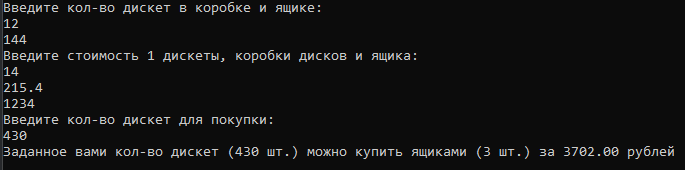 Введите кол-во дискет в коробке и ящике:
12
144
Введите стоимость 1 дискеты, коробки дисков и ящика:
14
215.4
1234
Введите кол-во дискет для покупки:
430
Заданное вами кол-во дискет (430 шт.) можно купить ящиками (3 шт.) за 3702.00 рублей